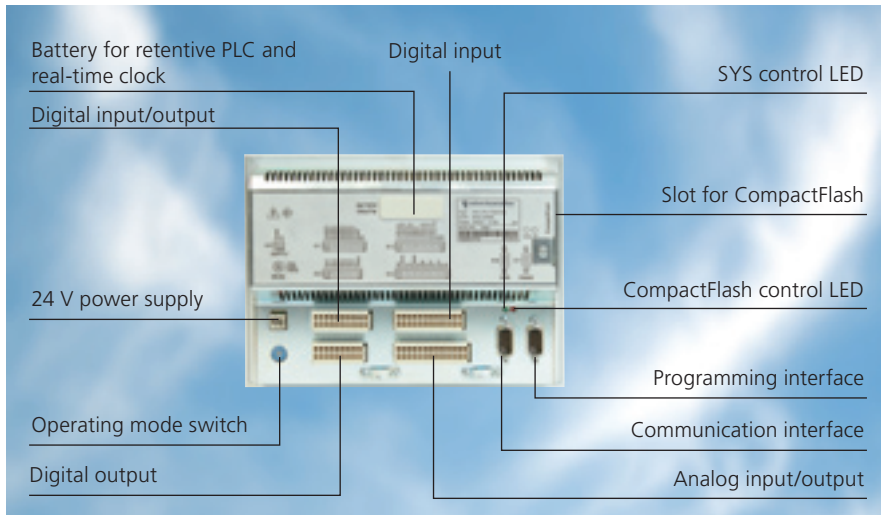 Battery for retentive PLC and
real-time clock
Digital input
SYS control LED
Digital input/output
Slot for CompactFlash
24 V power supply
CompactFlash control LED
Programming interface
Operating mode switch
Communication interface
Digital output
Analog input/output